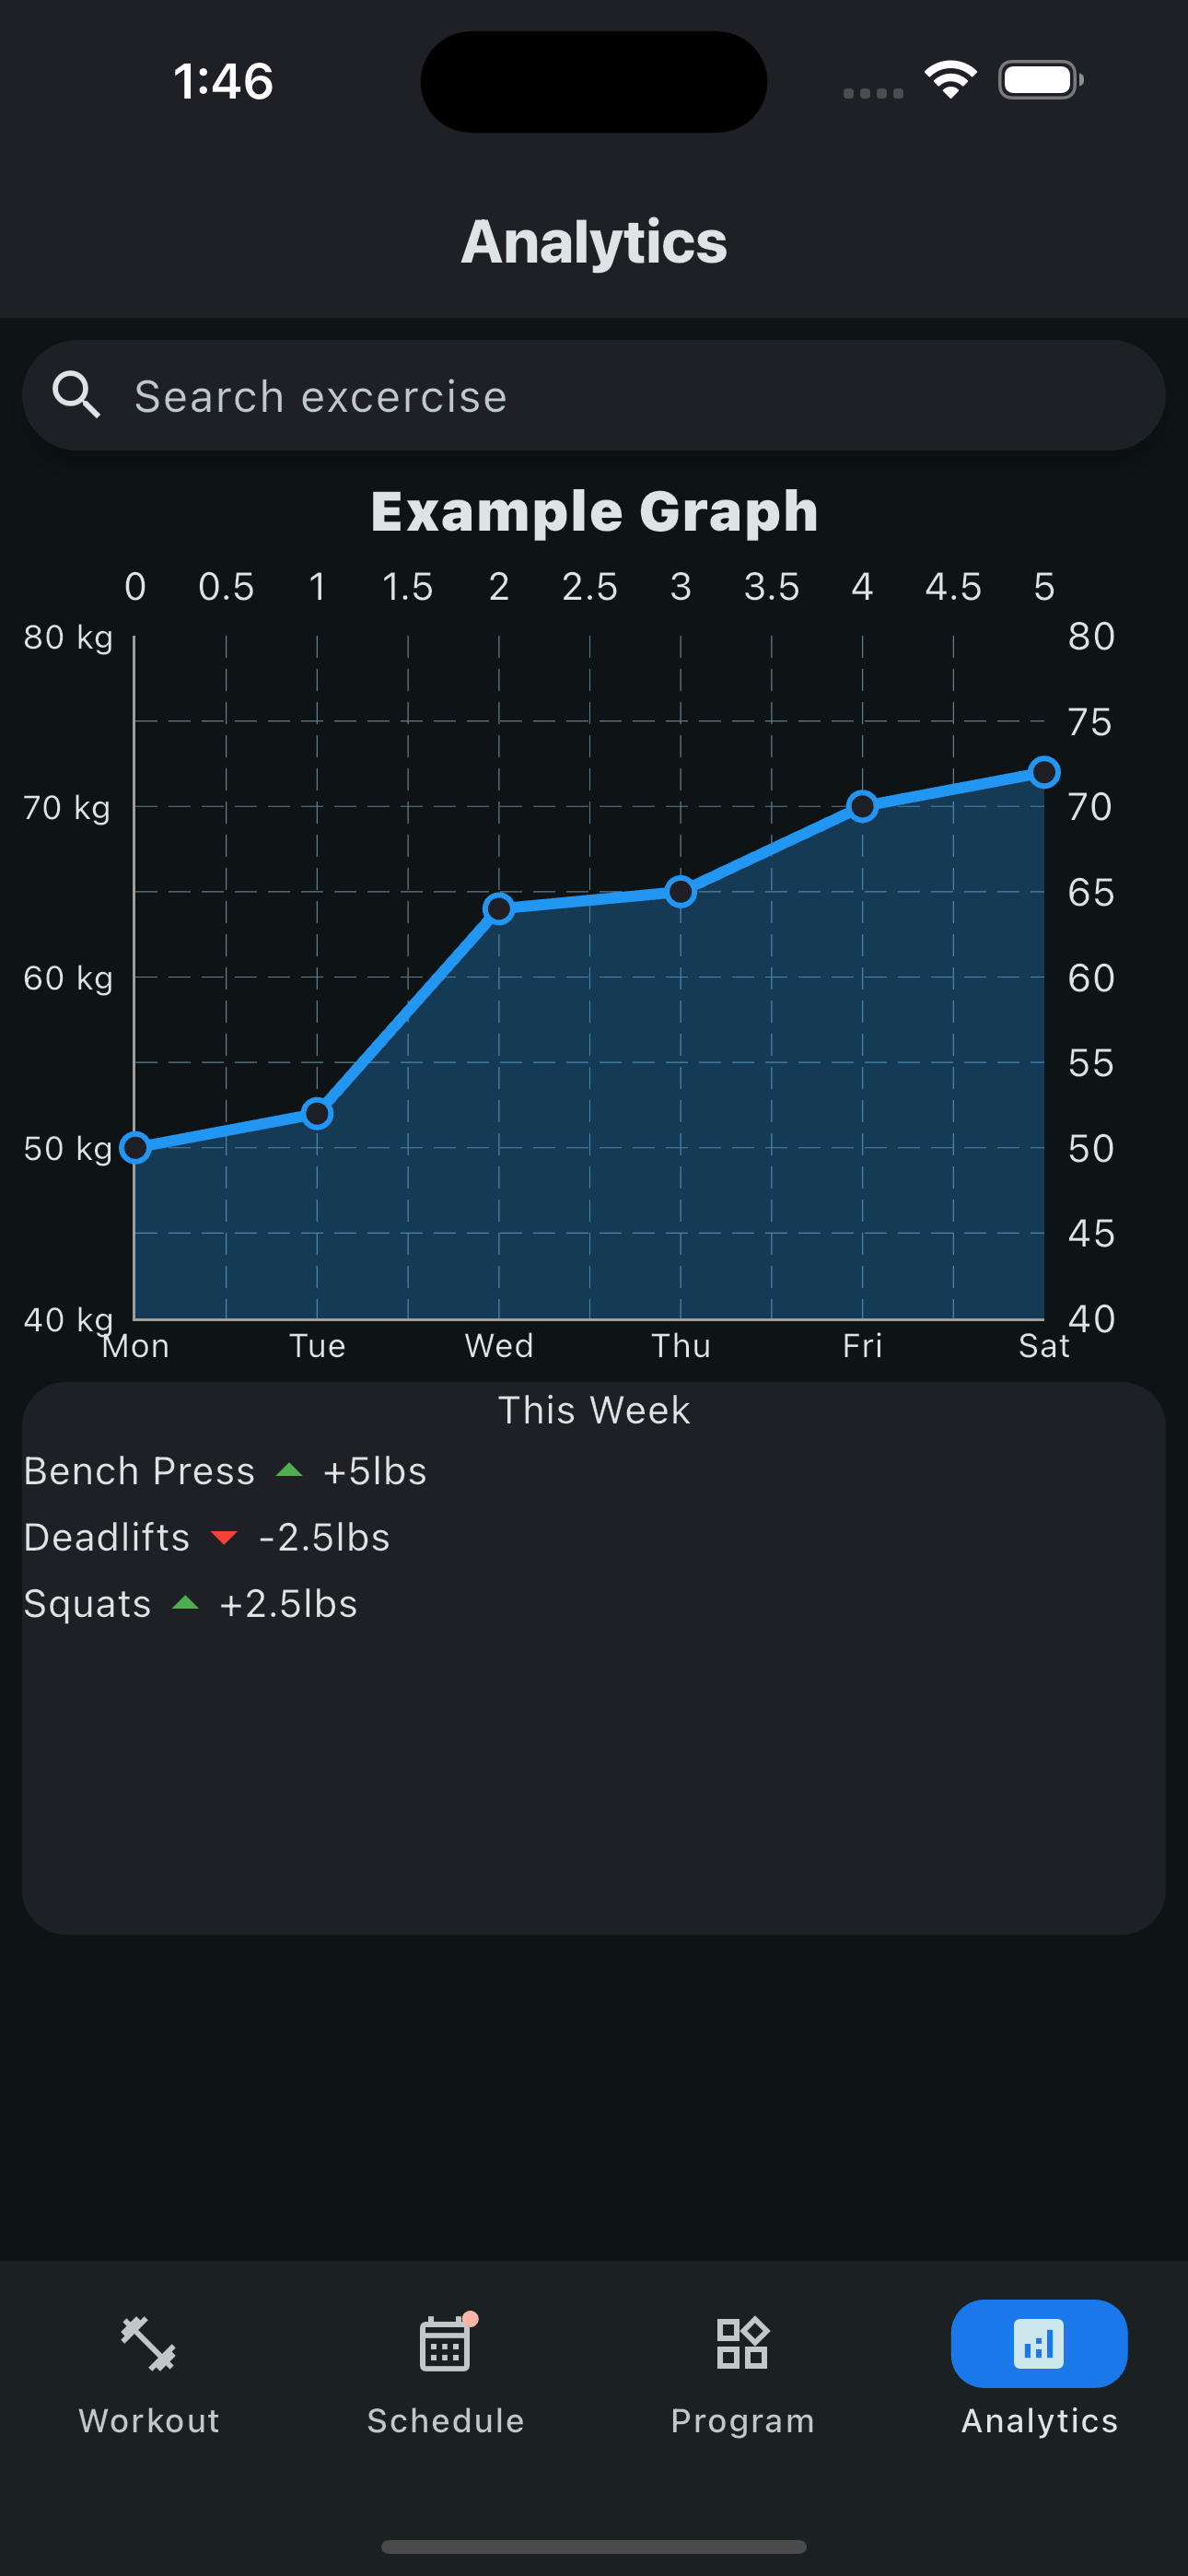 1:46
Analytics
Search excercise
Example Graph
0 0.5 1 1.5 2 2.5 3 3.5 4 4.5 5
80 kg 80
75
70 kg 70
65
60 kg 60
55
50 kg 50
45
40 kg 40
Mon Tue Wed Thu Fri Sat
This Week
Bench Press +5lbs
Deadlifts -2.5lbs
Squats +2.5lbs
Workout Schedule Program Analytics